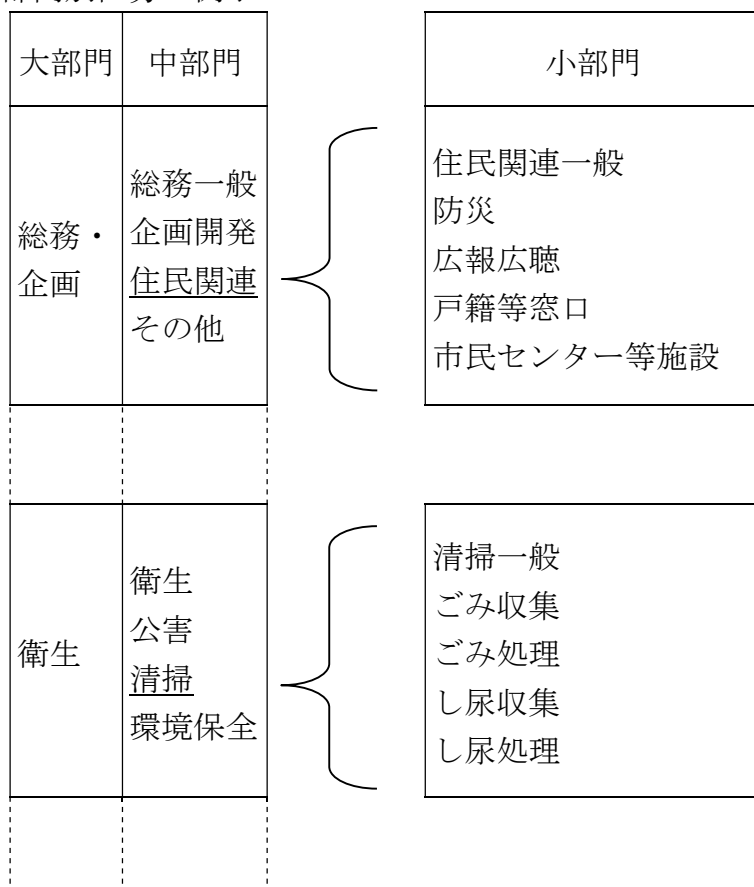 大部門 中部門 小部門
総務・
企画
総務一般
企画開発
住民関連
その他
住民関連一般
防災
広報広聴
戸籍等窓口
市民センター等施設
衛生
衛生
公害
清掃
環境保全
清掃一般
ごみ収集
ごみ処理
し尿収集
し尿処理